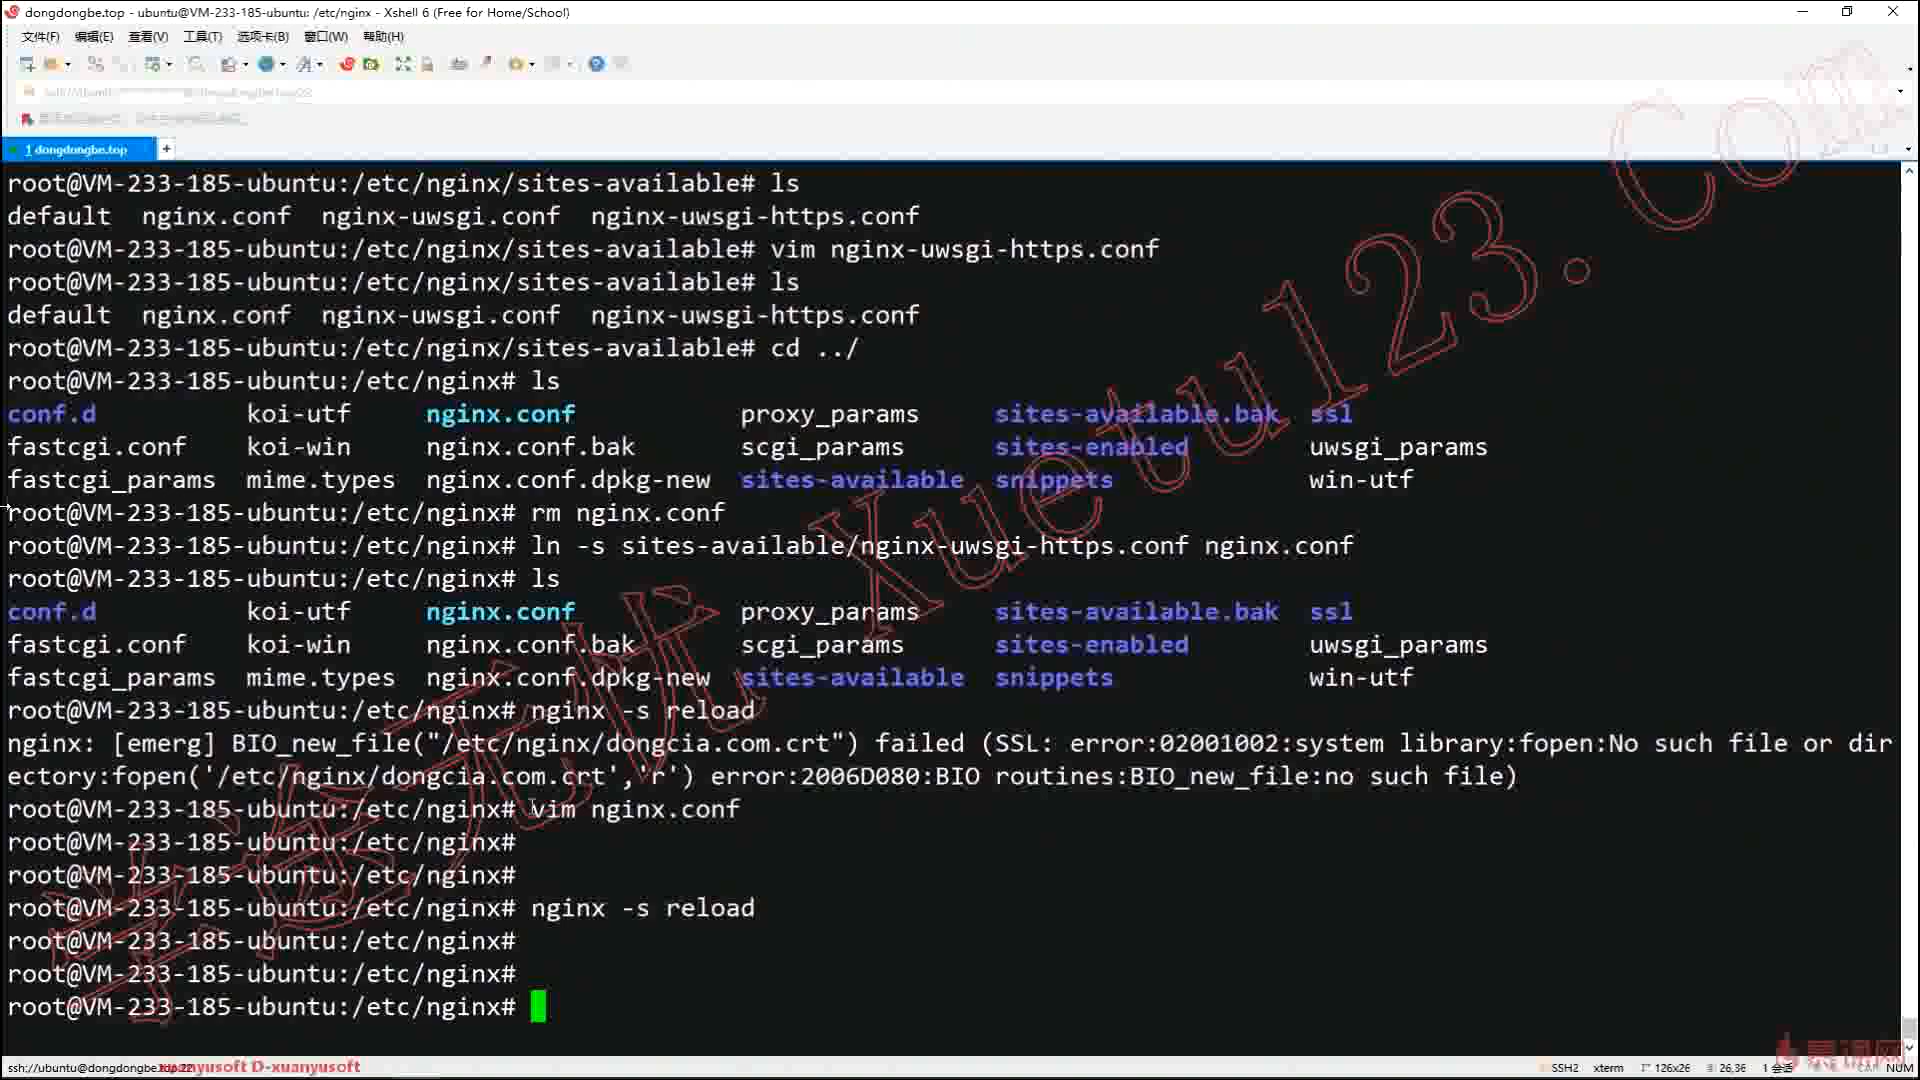 dongdongbe.top - ubuntu@VM-233-185-ubuntu: /etc/nginx - Xshell 6 (Free for Home/School)
文件(F) 编辑(E) 查看(V) 工具(T) 选项卡(B) 窗口(W) 帮助(H)
1 dongdongbe.top +
root@VM-233-185-ubuntu:/etc/nginx/sites-available# ls
default nginx.conf nginx-uwsgi.conf nginx-uwsgi-https.conf
root@VM-233-185-ubuntu:/etc/nginx/sites-available# vim nginx-uwsgi-https.conf
root@VM-233-185-ubuntu:/etc/nginx/sites-available# ls
default nginx.conf nginx-uwsgi.conf nginx-uwsgi-https.conf
root@VM-233-185-ubuntu:/etc/nginx/sites-available# cd ../
root@VM-233-185-ubuntu:/etc/nginx# ls
conf.d koi-utf nginx.conf proxy_params sites-available.bak ssl
fastcgi.conf koi-win nginx.conf.bak scgi_params sites-enabled uwsgi_params
fastcgi_params mime.types nginx.conf.dpkg-new sites-available snippets win-utf
root@VM-233-185-ubuntu:/etc/nginx# rm nginx.conf
root@VM-233-185-ubuntu:/etc/nginx# ln -s sites-available/nginx-uwsgi-https.conf nginx.conf
root@VM-233-185-ubuntu:/etc/nginx# ls
conf.d koi-utf nginx.conf proxy_params sites-available.bak ssl
fastcgi.conf koi-win nginx.conf.bak scgi_params sites-enabled uwsgi_params
fastcgi_params mime.types nginx.conf.dpkg-new sites-available snippets win-utf
root@VM-233-185-ubuntu:/etc/nginx# nginx -s reload
nginx: [emerg] BIO_new_file("/etc/nginx/dongcia.com.crt") failed (SSL: error:02001002:system library:fopen:No such file or dir
ectory:fopen('/etc/nginx/dongcia.com.crt','r') error:2006D080:BIO routines:BIO_new_file:no such file)
root@VM-233-185-ubuntu:/etc/nginx# vim nginx.conf
root@VM-233-185-ubuntu:/etc/nginx#
root@VM-233-185-ubuntu:/etc/nginx#
root@VM-233-185-ubuntu:/etc/nginx# nginx -s reload
root@VM-233-185-ubuntu:/etc/nginx#
root@VM-233-185-ubuntu:/etc/nginx#
root@VM-233-185-ubuntu:/etc/nginx#
学途无忧 Xuetu123.Com
ssh://ubuntu@dongdongbe D-xuanyusoft SSH2 xterm 126x26 26,36 1 会话 NUM